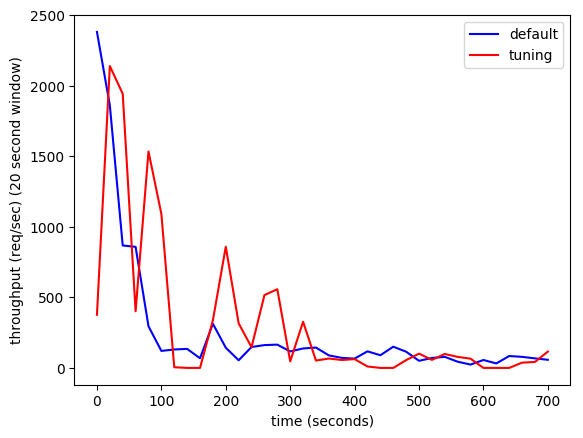 2500
2000
1500
1000
500
0
throughput (req/sec) (20 second window)
default
tuning
0 100 200 300 400 500 600 700
time (seconds)